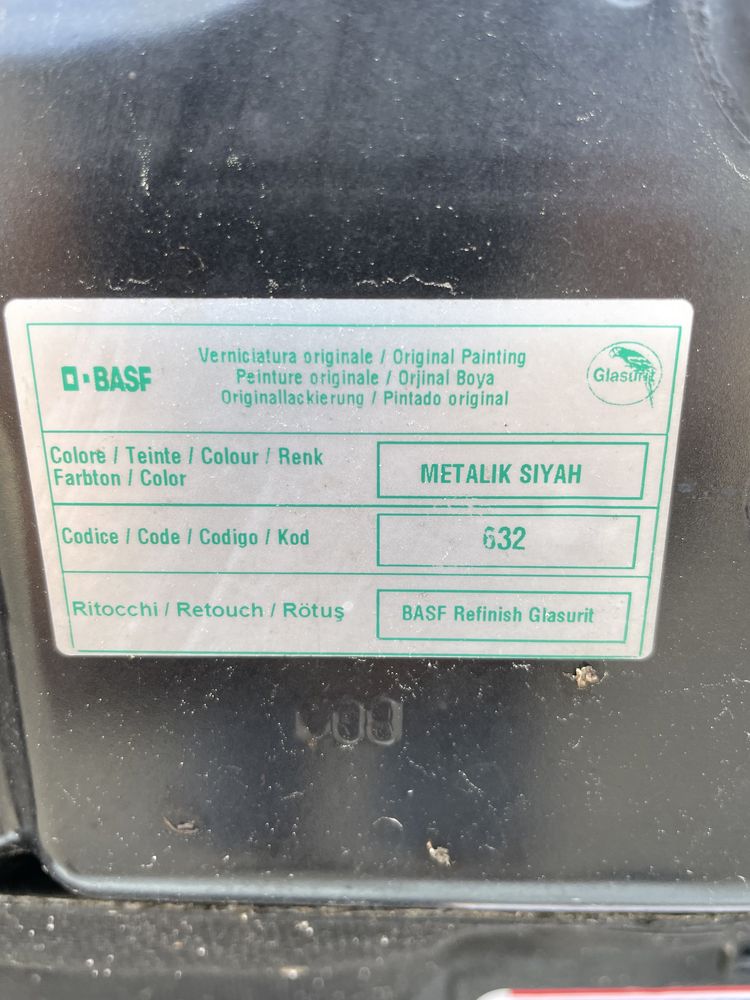 BASF
Verniciatura originale / Original Painting
Peinture originale / Orjinal Boya
Originallackierung / Pintado original
Glasurit
Colore / Teinte / Colour / Renk
Farbton / Color
METALIK SIYAH
Codice / Code / Codigo / Kod
632
Ritocchi / Retouch / Rötuş
BASF Refinish Glasurit